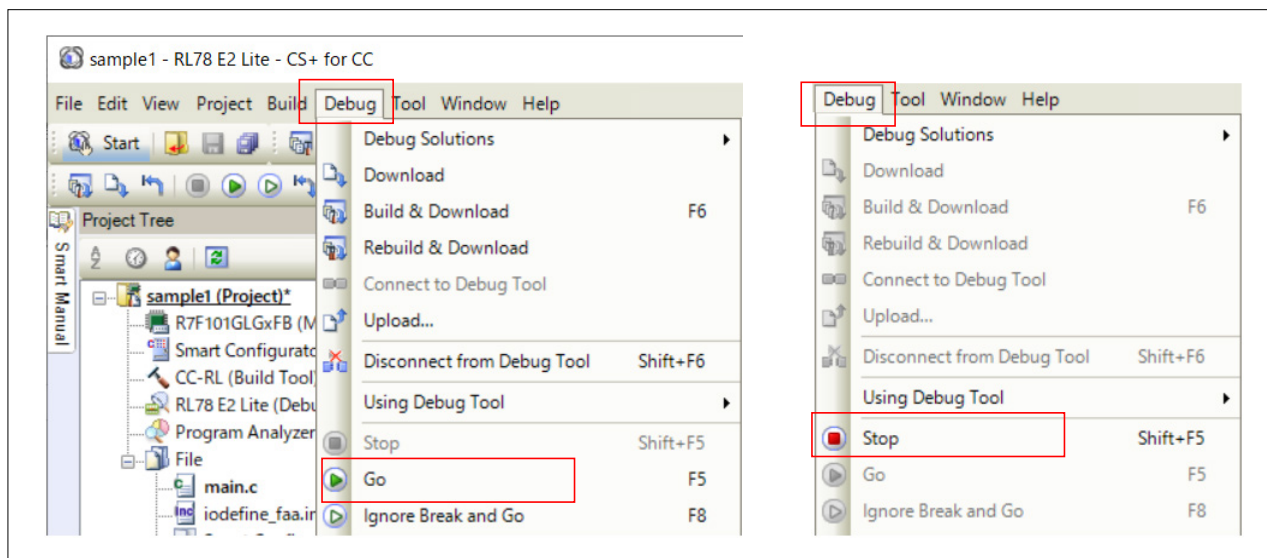 sample1 - RL78 E2 Lite - CS+ for CC
File Edit View Project Build Debug Tool Window Help
Start
Project Tree
Smart Manual
sample1 (Project)*
R7F101GLGxFB (M
Smart Configurato
CC-RL (Build Tool)
RL78 E2 Lite (Debu
Program Analyzer
File
main.c
iodefine_faa.in
Debug Solutions
Download
Build & Download F6
Rebuild & Download
Connect to Debug Tool
Upload...
Disconnect from Debug Tool Shift+F6
Using Debug Tool
Stop Shift+F5
Go F5
Ignore Break and Go F8
Debug Tool Window Help
Debug Solutions
Download
Build & Download F6
Rebuild & Download
Connect to Debug Tool
Upload...
Disconnect from Debug Tool Shift+F6
Using Debug Tool
Stop Shift+F5
Go F5
Ignore Break and Go F8